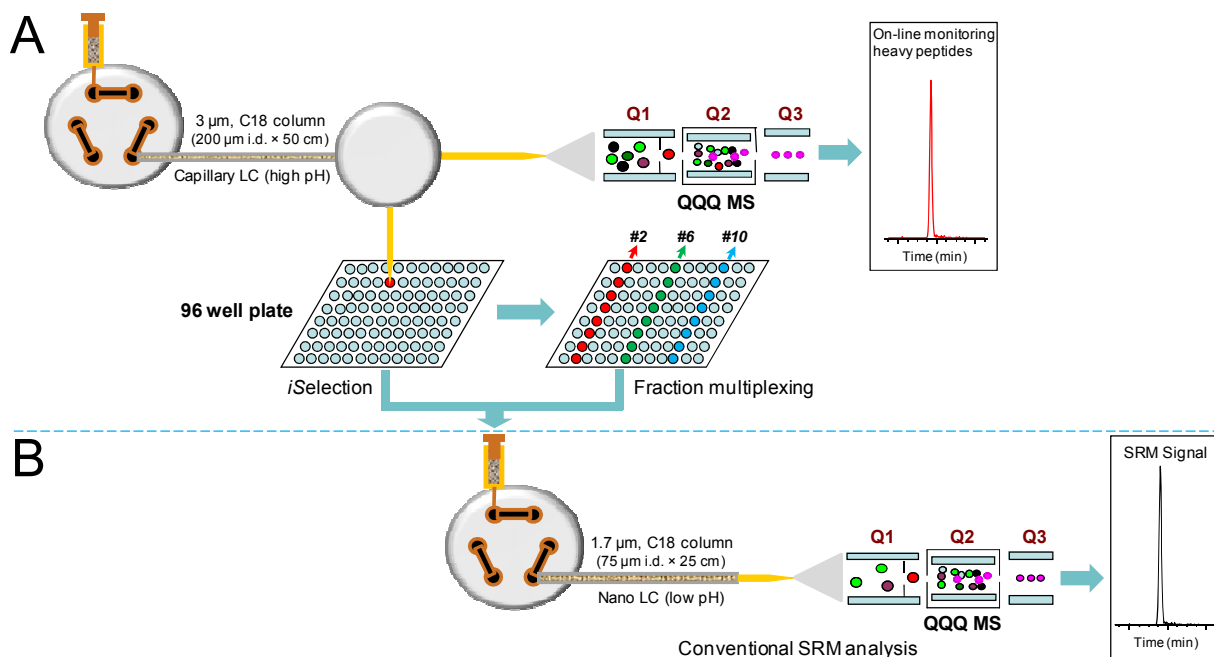 A
3 µm, C18 column
(200 µm i.d. × 50 cm)
Capillary LC (high pH)
Q1 Q2 Q3
QQQ MS
On-line monitoring
heavy peptides
Time (min)
#2 #6 #10
96 well plate
iSelection
Fraction multiplexing
B
1.7 µm, C18 column
(75 µm i.d. × 25 cm)
Nano LC (low pH)
Q1 Q2 Q3
QQQ MS
SRM Signal
Time (min)
Conventional SRM analysis